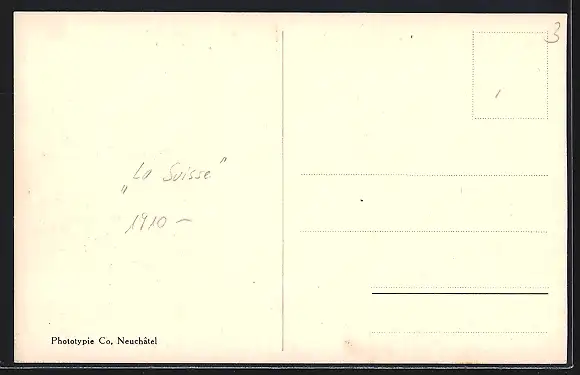 3
„La Suisse"
1910 –
Phototypie Co, Neuchâtel